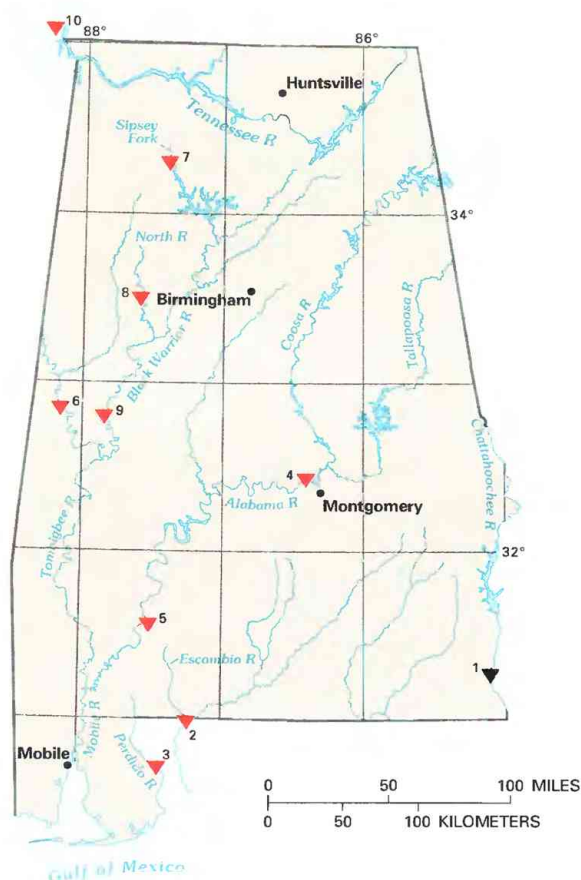 10
88°
86°
Huntsville
Tennessee R
Sipsey
Fork
7
34°
North R
8
Birmingham
Coosa R
Tallapoosa R
Black Warrior R
6
9
Chattahoochee R
4
Alabama R
Montgomery
Tombigbee R
32°
5
Escambia R
1
2
Mobile R
Mobile
Perdido R
3
0 50 100 MILES
0 50 100 KILOMETERS
Gulf of Mexico